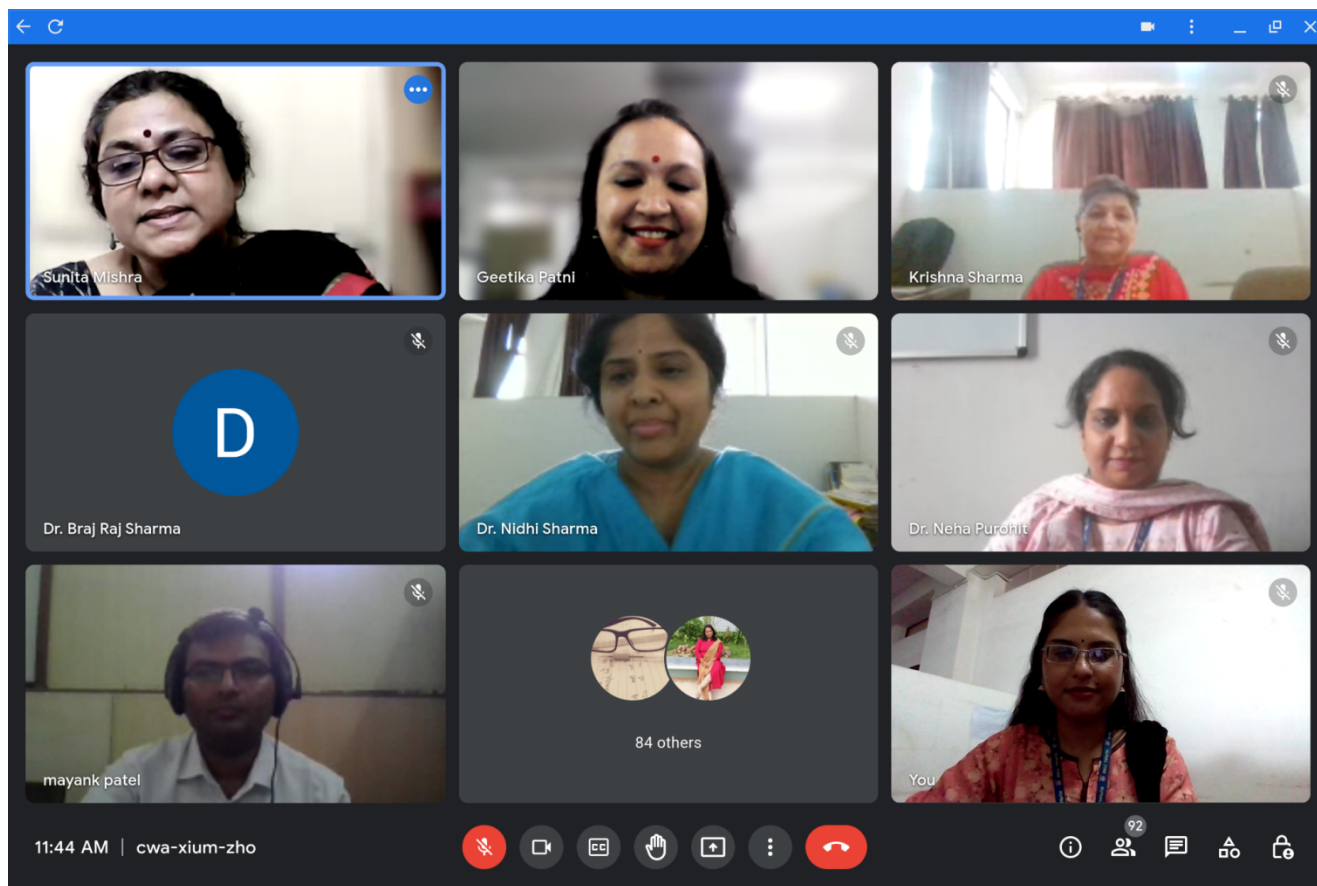 Sunita Mishra
Geetika Patni
Krishna Sharma
D
Dr. Braj Raj Sharma
Dr. Nidhi Sharma
Dr. Neha Purohit
mayank patel
84 others
You
11:44 AM | cwa-xium-zho
CC
92